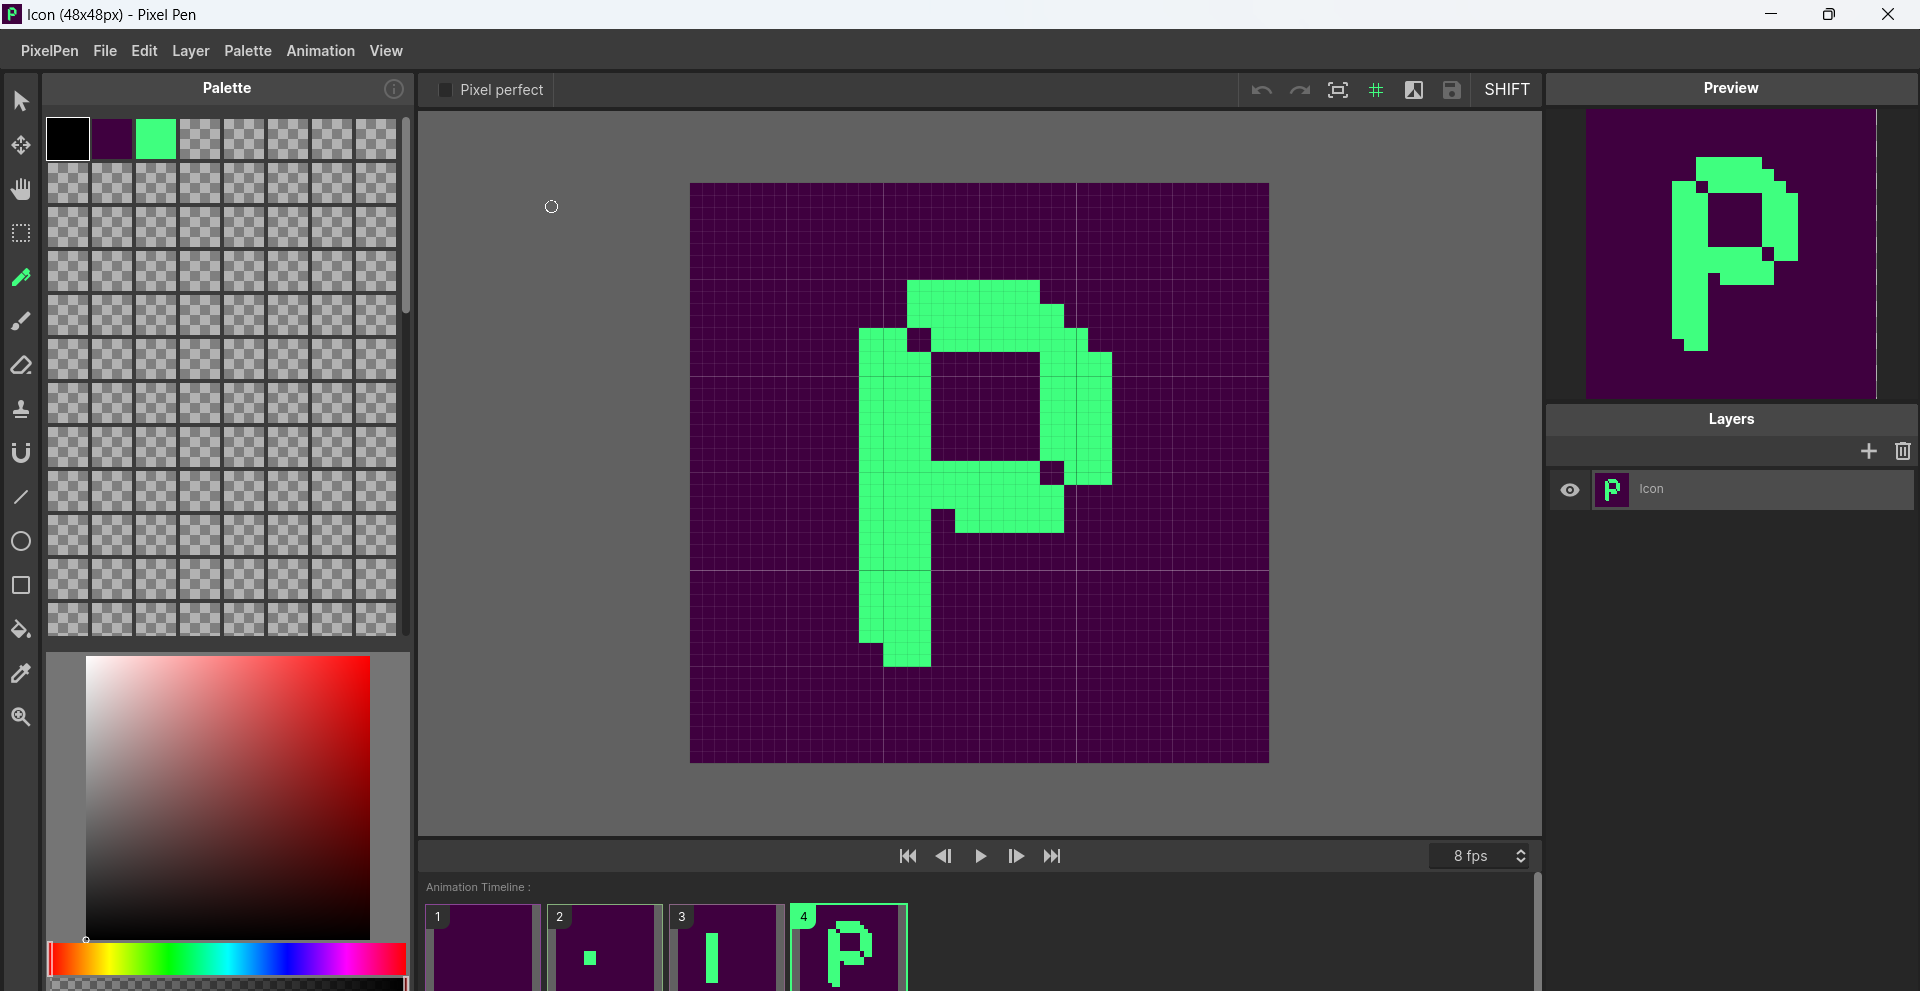 Icon (48x48px) - Pixel Pen
PixelPen File Edit Layer Palette Animation View
Palette
Pixel perfect
SHIFT
Preview
Layers
Icon
8 fps
Animation Timeline :
1 2 3 4